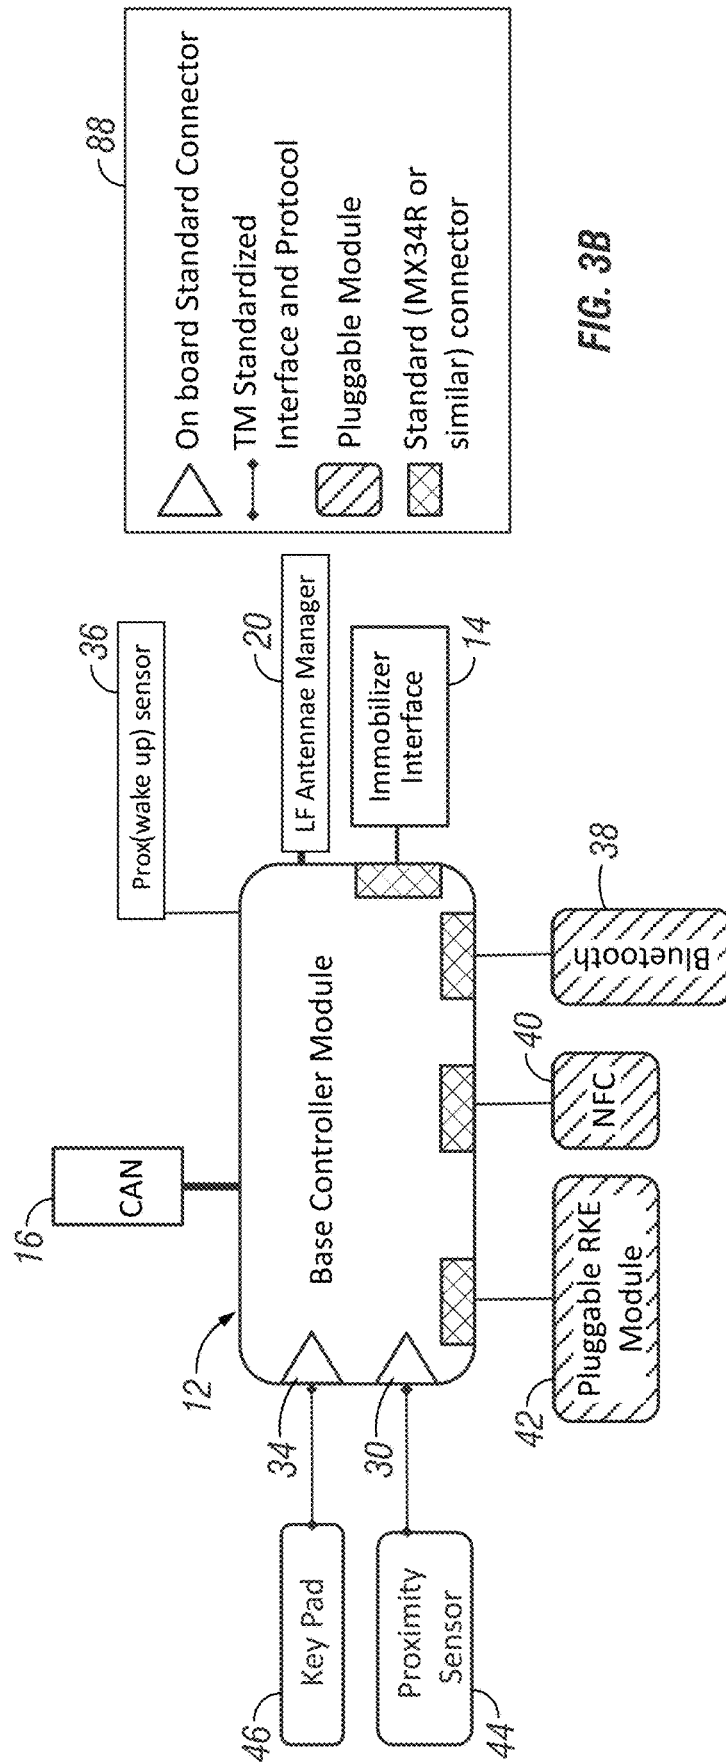 16
CAN
36
Prox(wake up) sensor
12
34
30
Base Controller Module
46
Key Pad
44
Proximity
Sensor
20
LF Antennae Manager
14
Immobilizer
Interface
42
Pluggable RKE
Module
40
NFC
38
Bluetooth
88
On board Standard Connector
TM Standardized
Interface and Protocol
Pluggable Module
Standard (MX34R or
similar) connector
FIG. 3B